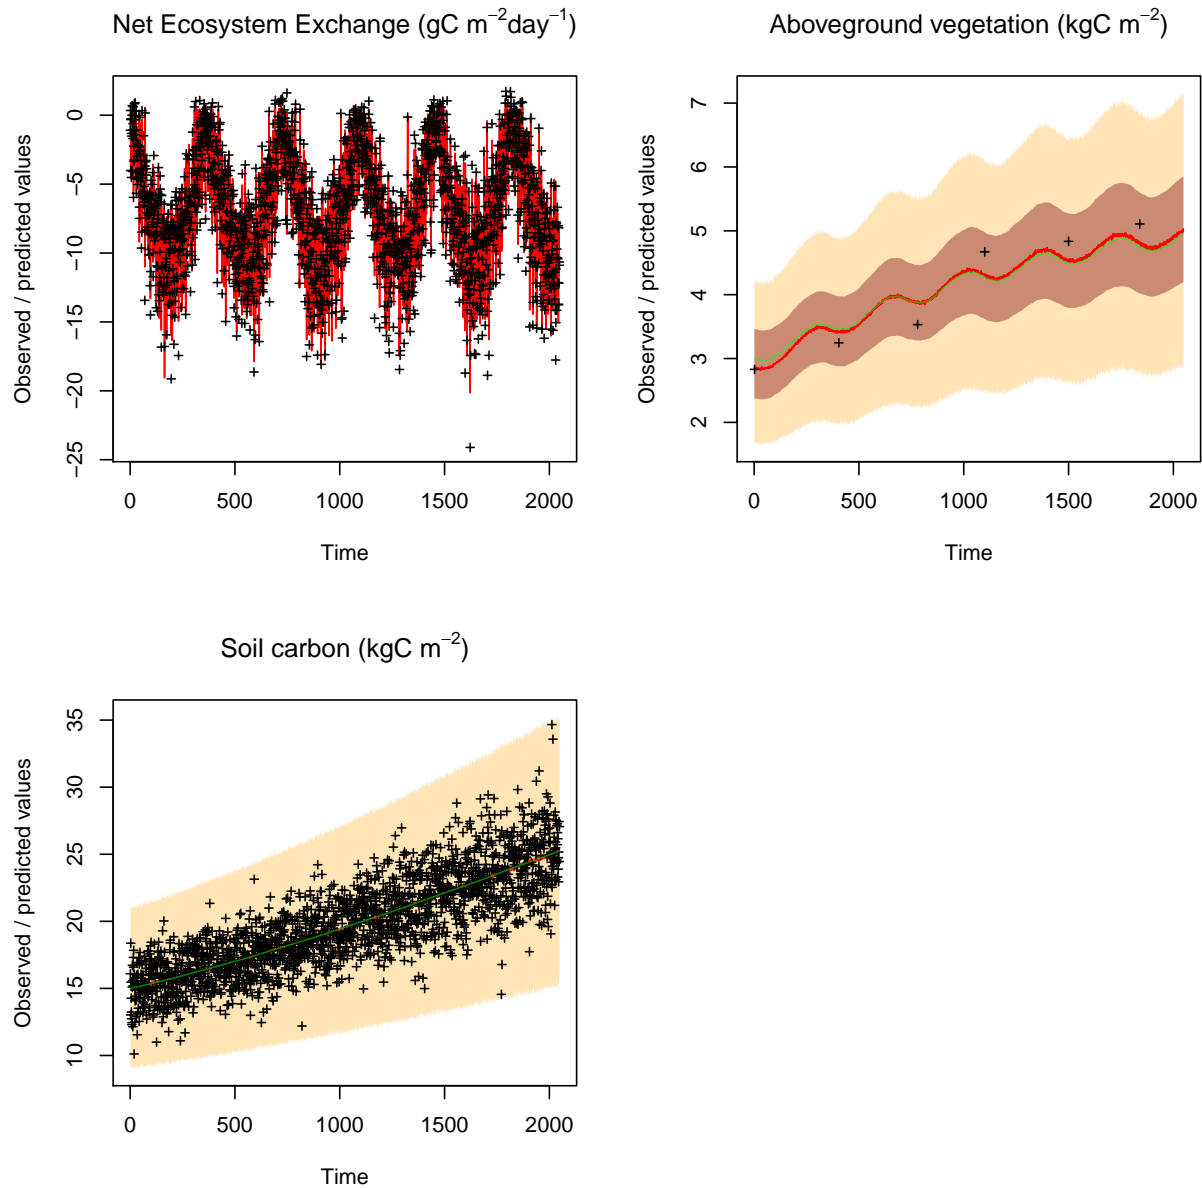 Net Ecosystem Exchange (gC m⁻²day⁻¹)
Observed / predicted values
0
−5
−10
−15
−20
−25
0 500 1000 1500 2000
Time
Aboveground vegetation (kgC m⁻²)
Observed / predicted values
7
6
5
4
3
2
0 500 1000 1500 2000
Time
Soil carbon (kgC m⁻²)
Observed / predicted values
35
30
25
20
15
10
0 500 1000 1500 2000
Time